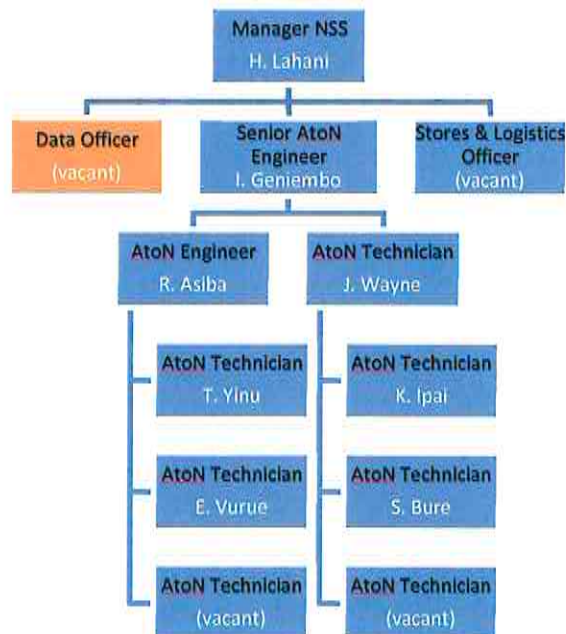 Manager NSS
H. Lahani
Data Officer
(vacant)
Senior AtoN
Engineer
I. Geniembo
Stores & Logistics
Officer
(vacant)
AtoN Engineer
R. Asiba
AtoN Technician
J. Wayne
AtoN Technician
T. Yinu
AtoN Technician
K. Ipai
AtoN Technician
E. Vurue
AtoN Technician
S. Bure
AtoN Technician
(vacant)
AtoN Technician
(vacant)